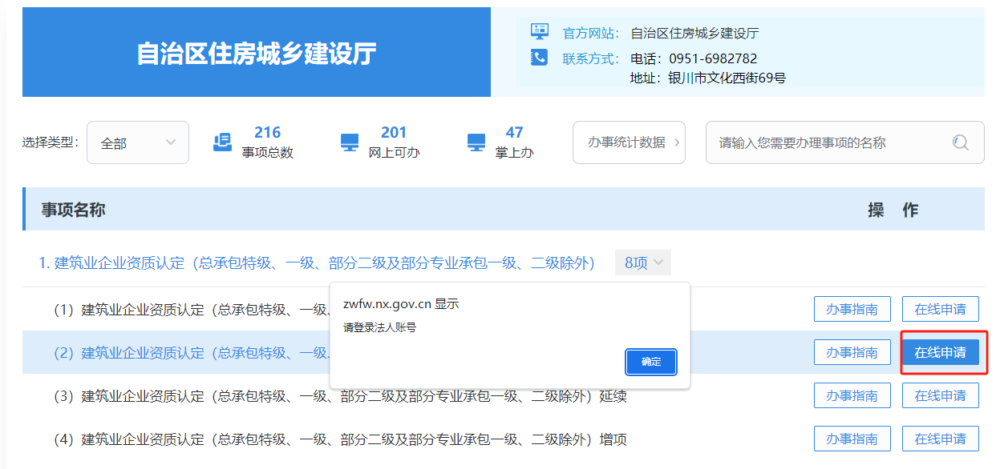 自治区住房城乡建设厅
官方网站： 自治区住房城乡建设厅
联系方式： 电话：0951-6982782
地址：银川市文化西街69号
选择类型： 全部 216 事项总数 201 网上可办 47 掌上办 办事统计数据 请输入您需要办理事项的名称
事项名称 操 作
1. 建筑业企业资质认定（总承包特级、一级、部分二级及部分专业承包一级、二级除外） 8项
zwfw.nx.gov.cn 显示
请登录法人账号
确定
（1）建筑业企业资质认定（总承包特级、一级、 办事指南 在线申请
（2）建筑业企业资质认定（总承包特级、一级、 办事指南 在线申请
（3）建筑业企业资质认定（总承包特级、一级、部分二级及部分专业承包一级、二级除外）延续 办事指南 在线申请
（4）建筑业企业资质认定（总承包特级、一级、部分二级及部分专业承包一级、二级除外）增项 办事指南 在线申请